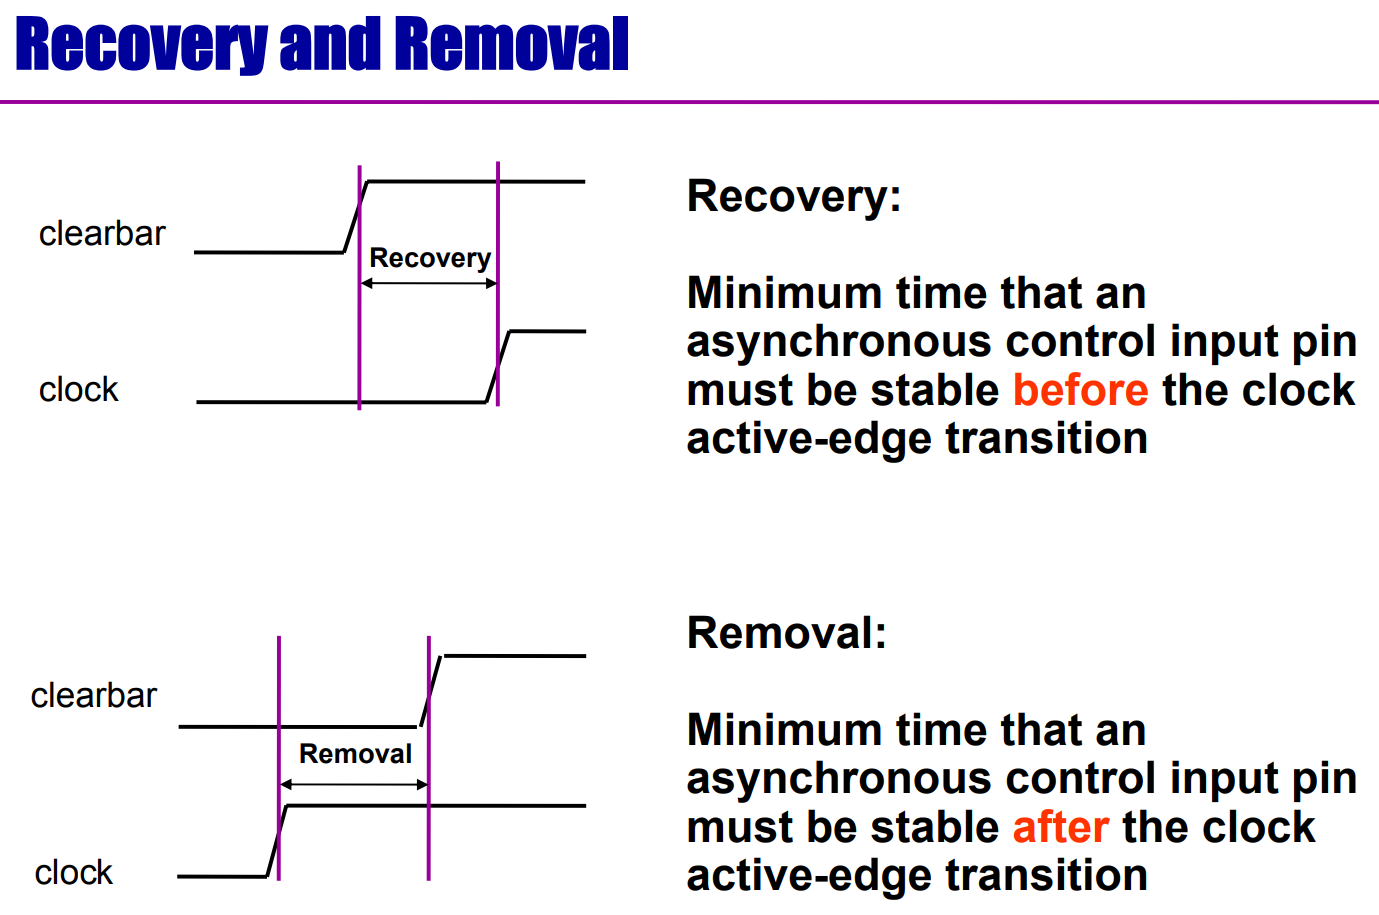 Recovery and Removal
clearbar
Recovery
clock
Recovery:
Minimum time that an
asynchronous control input pin
must be stable before the clock
active-edge transition
clearbar
Removal
clock
Removal:
Minimum time that an
asynchronous control input pin
must be stable after the clock
active-edge transition